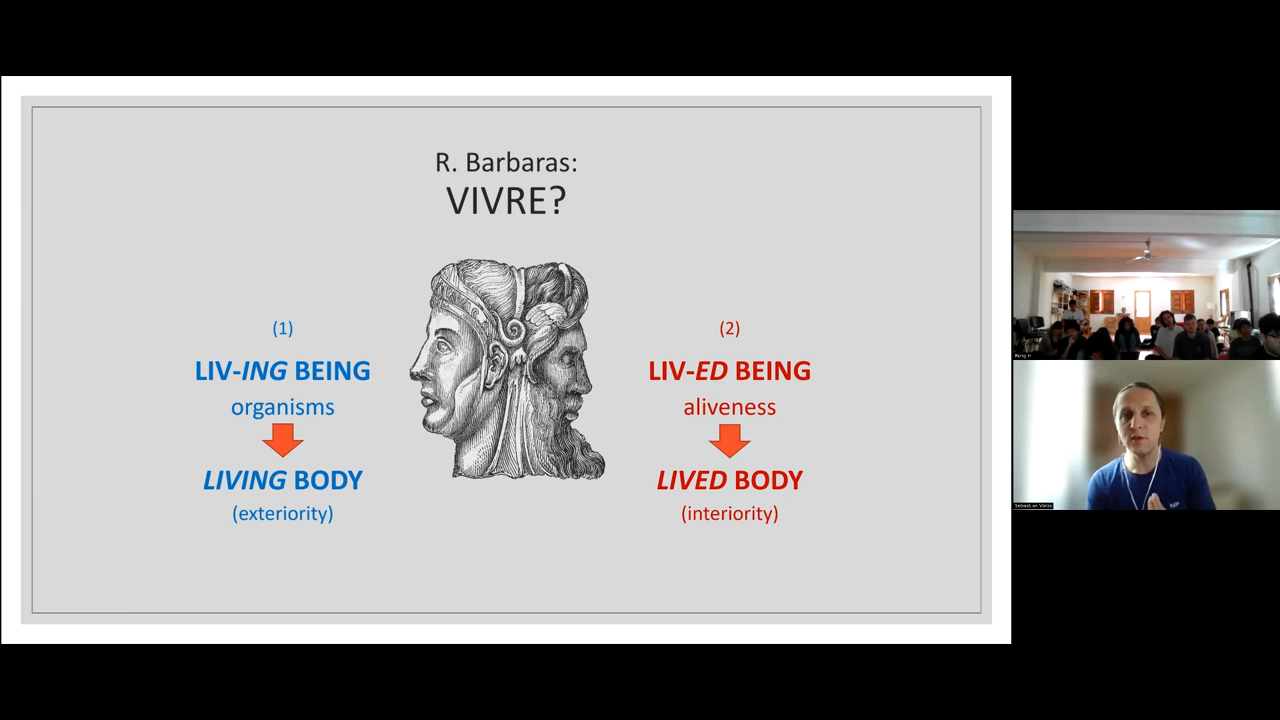 R. Barbaras:
VIVRE?
(1)
LIV-ING BEING
organisms
LIVING BODY
(exteriority)
(2)
LIV-ED BEING
aliveness
LIVED BODY
(interiority)